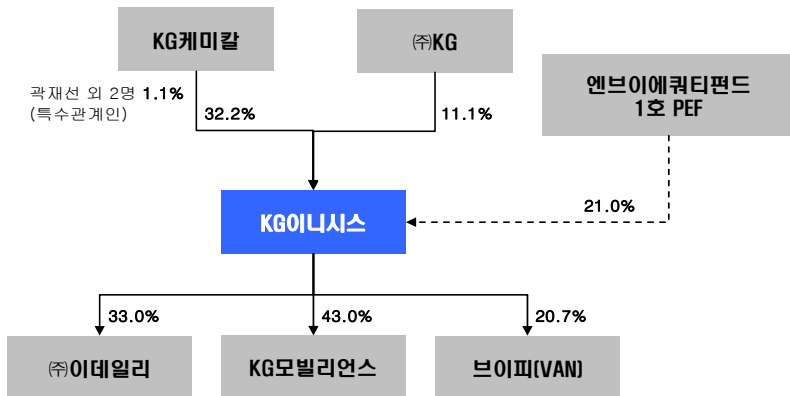 KG케미칼
㈜KG
곽재선 외 2명 1.1%
(특수관계인)
32.2%
11.1%
엔브이에쿼티펀드
1호 PEF
KG이니시스
21.0%
33.0%
43.0%
20.7%
㈜이데일리
KG모빌리언스
브이피(VAN)